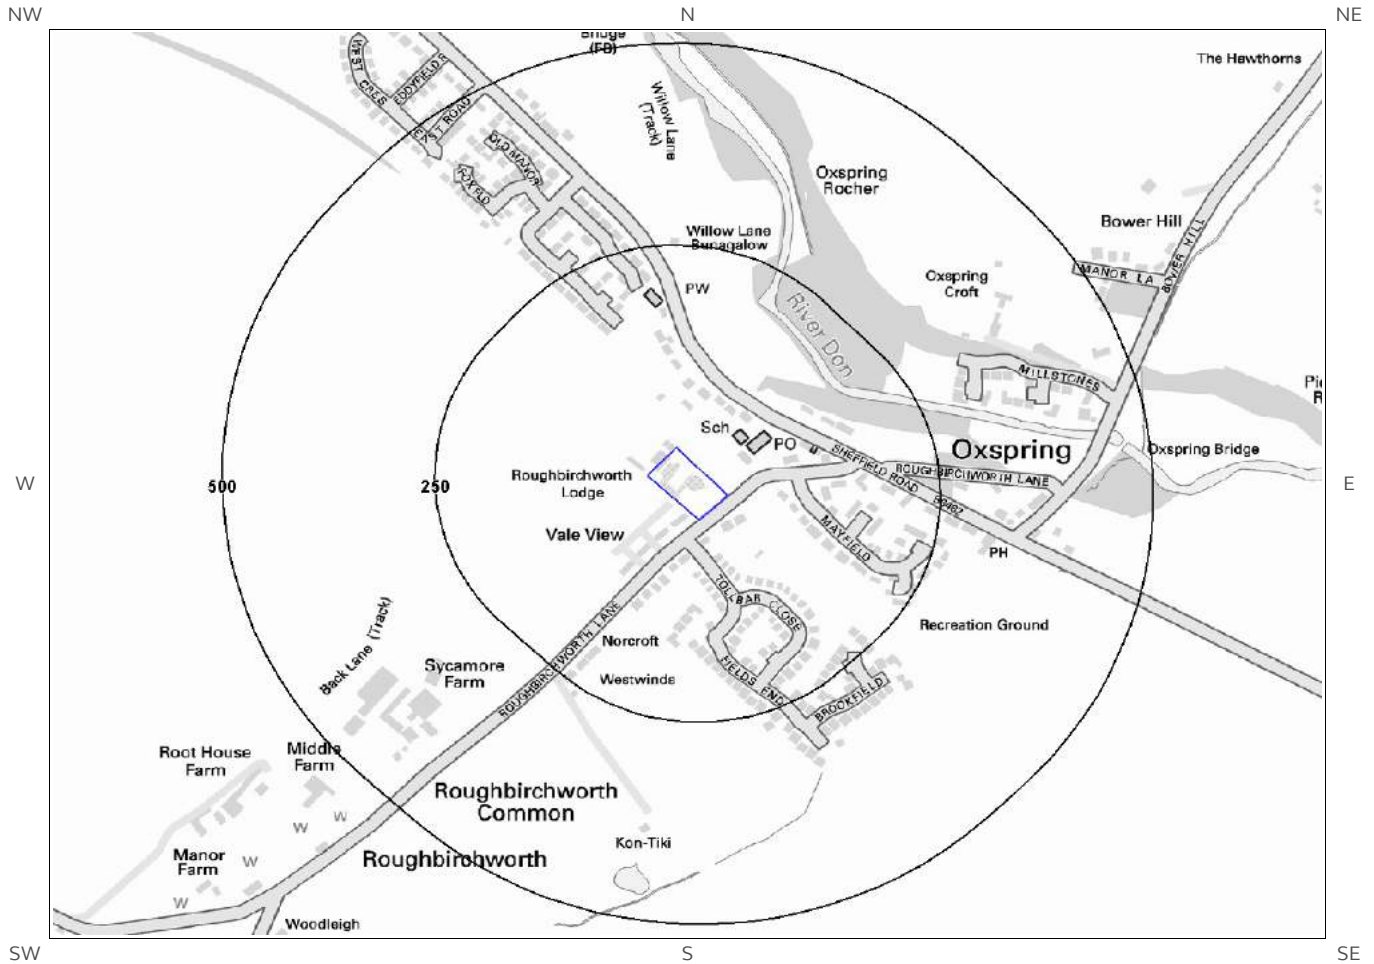 NW
N
NE
Bridge
(FB)
The Hawthorns
WEST CRES
EDDYFIELD R
EAST ROAD
Willow Lane
(Track)
OLD MANOR
FOXFLD
Oxspring
Rocher
Willow Lane
Bunagalow
Bower Hill
BOWER HILL
MANOR LA
Oxspring
Croft
PW
River Don
MILLSTONES
Sch
PO
Oxspring
Oxspring Bridge
SHEFFIELD ROAD
B6462
ROUGHBIRCHWORTH LANE
W
500
250
Roughbirchworth
Lodge
E
Vale View
MAYFIELD
PH
TOLLBAR CLOSE
Recreation Ground
ROUGHBIRCHWORTH LANE
Norcroft
Back Lane (Track)
Sycamore
Farm
Westwinds
FIELDS END
BROOKFIELD
Root House
Farm
Middle
Farm
Roughbirchworth
Common
W
W
Kon-Tiki
Manor
Farm
W
Roughbirchworth
W
Woodleigh
SW
S
SE